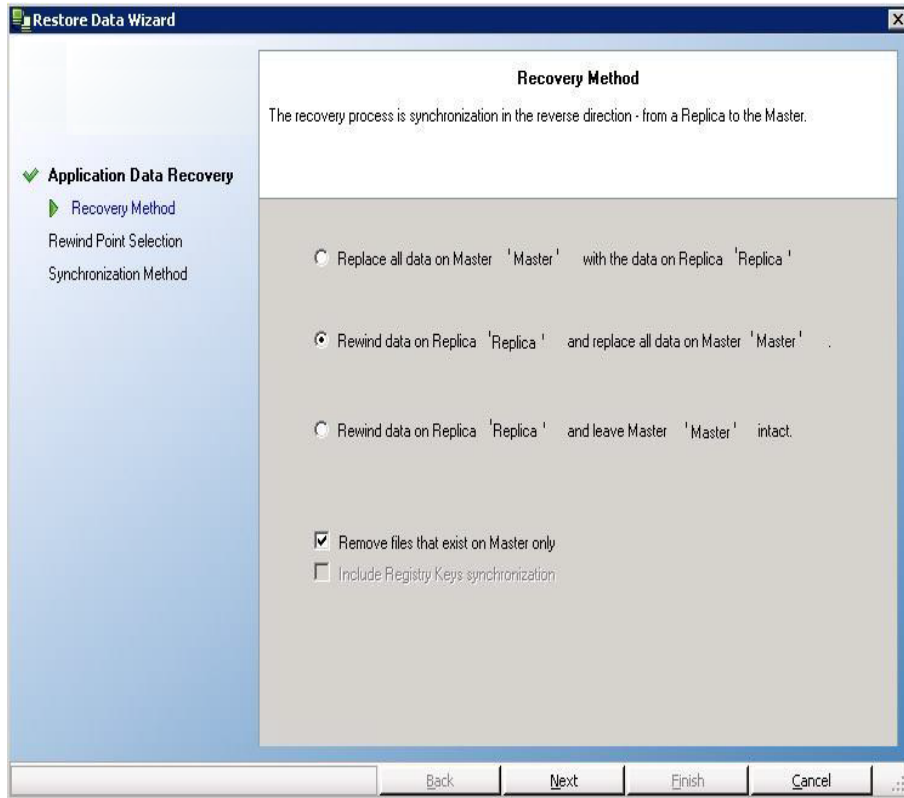 Restore Data Wizard
Application Data Recovery
Recovery Method
Rewind Point Selection
Synchronization Method
Recovery Method
The recovery process is synchronization in the reverse direction - from a Replica to the Master.
Replace all data on Master 'Master' with the data on Replica 'Replica'
Rewind data on Replica 'Replica' and replace all data on Master 'Master' .
Rewind data on Replica 'Replica' and leave Master 'Master' intact.
Remove files that exist on Master only
Include Registry Keys synchronization
Back Next Finish Cancel